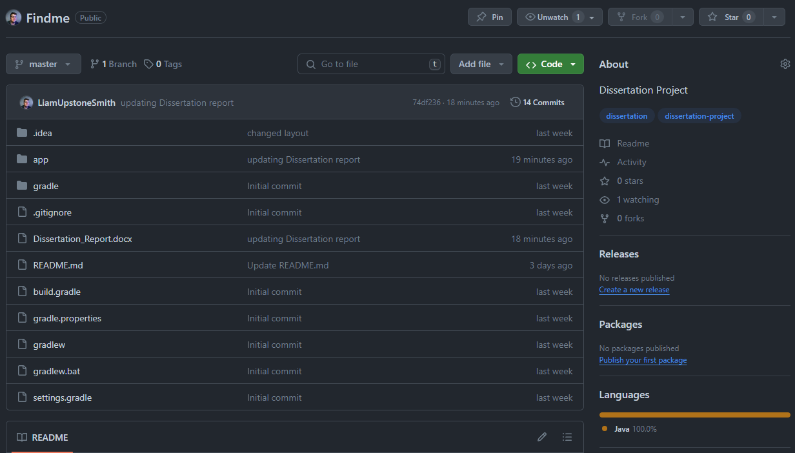 Findme Public Pin Unwatch 1 Fork 0 Star 0
master 1 Branch 0 Tags Go to file t Add file Code
LiamUpstoneSmith updating Dissertation report 74df236 · 18 minutes ago 14 Commits
.idea changed layout last week
app updating Dissertation report 19 minutes ago
gradle Initial commit last week
.gitignore Initial commit last week
Dissertation_Report.docx updating Dissertation report 18 minutes ago
README.md Update README.md 3 days ago
build.gradle Initial commit last week
gradle.properties Initial commit last week
gradlew Initial commit last week
gradlew.bat Initial commit last week
settings.gradle Initial commit last week
README
About
Dissertation Project
dissertation dissertation-project
Readme
Activity
0 stars
1 watching
0 forks
Releases
No releases published
Create a new release
Packages
No packages published
Publish your first package
Languages
Java 100.0%